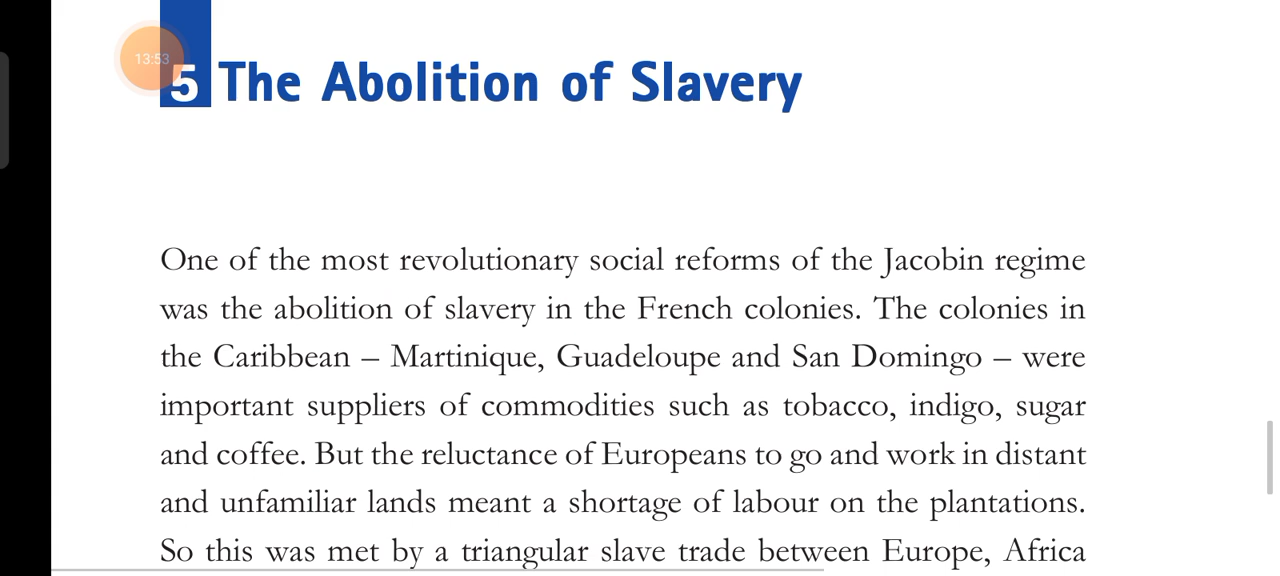 13:53
5 The Abolition of Slavery
One of the most revolutionary social reforms of the Jacobin regime
was the abolition of slavery in the French colonies. The colonies in
the Caribbean – Martinique, Guadeloupe and San Domingo – were
important suppliers of commodities such as tobacco, indigo, sugar
and coffee. But the reluctance of Europeans to go and work in distant
and unfamiliar lands meant a shortage of labour on the plantations.
So this was met by a triangular slave trade between Europe, Africa